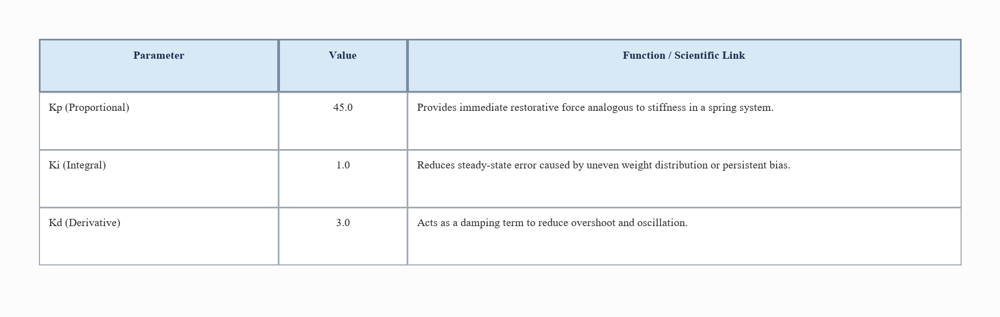 Parameter Value Function / Scientific Link
Kp (Proportional) 45.0 Provides immediate restorative force analogous to stiffness in a spring system.
Ki (Integral) 1.0 Reduces steady-state error caused by uneven weight distribution or persistent bias.
Kd (Derivative) 3.0 Acts as a damping term to reduce overshoot and oscillation.